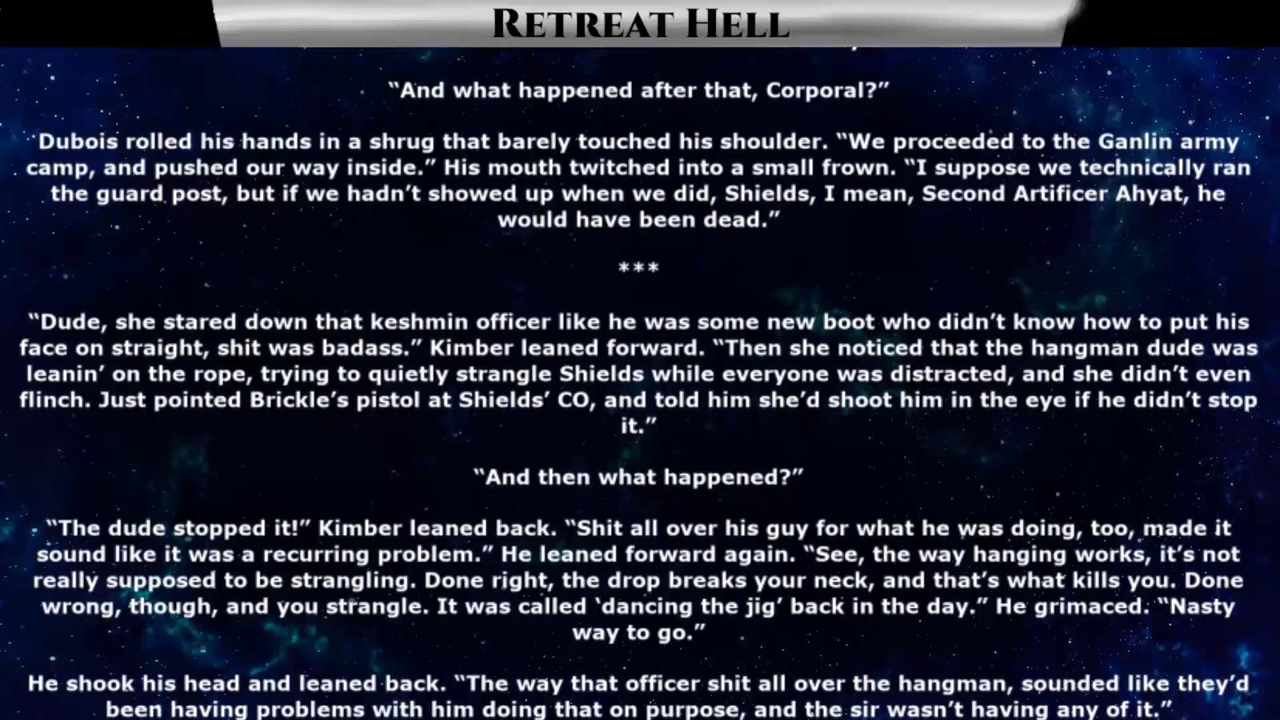 RETREAT HELL
“And what happened after that, Corporal?”
Dubois rolled his hands in a shrug that barely touched his shoulder. “We proceeded to the Ganlin army
camp, and pushed our way inside.” His mouth twitched into a small frown. “I suppose we technically ran
the guard post, but if we hadn’t showed up when we did, Shields, I mean, Second Artificer Ahyat, he
would have been dead.”
***
“Dude, she stared down that keshmin officer like he was some new boot who didn’t know how to put his
face on straight, shit was badass.” Kimber leaned forward. “Then she noticed that the hangman dude was
leanin’ on the rope, trying to quietly strangle Shields while everyone was distracted, and she didn’t even
flinch. Just pointed Brickle’s pistol at Shields’ CO, and told him she’d shoot him in the eye if he didn’t stop
it.”
“And then what happened?”
“The dude stopped it!” Kimber leaned back. “Shit all over his guy for what he was doing, too, made it
sound like it was a recurring problem.” He leaned forward again. “See, the way hanging works, it’s not
really supposed to be strangling. Done right, the drop breaks your neck, and that’s what kills you. Done
wrong, though, and you strangle. It was called ‘dancing the jig’ back in the day.” He grimaced. “Nasty
way to go.”
He shook his head and leaned back. “The way that officer shit all over the hangman, sounded like they’d
been having problems with him doing that on purpose, and the sir wasn’t having any of it.”